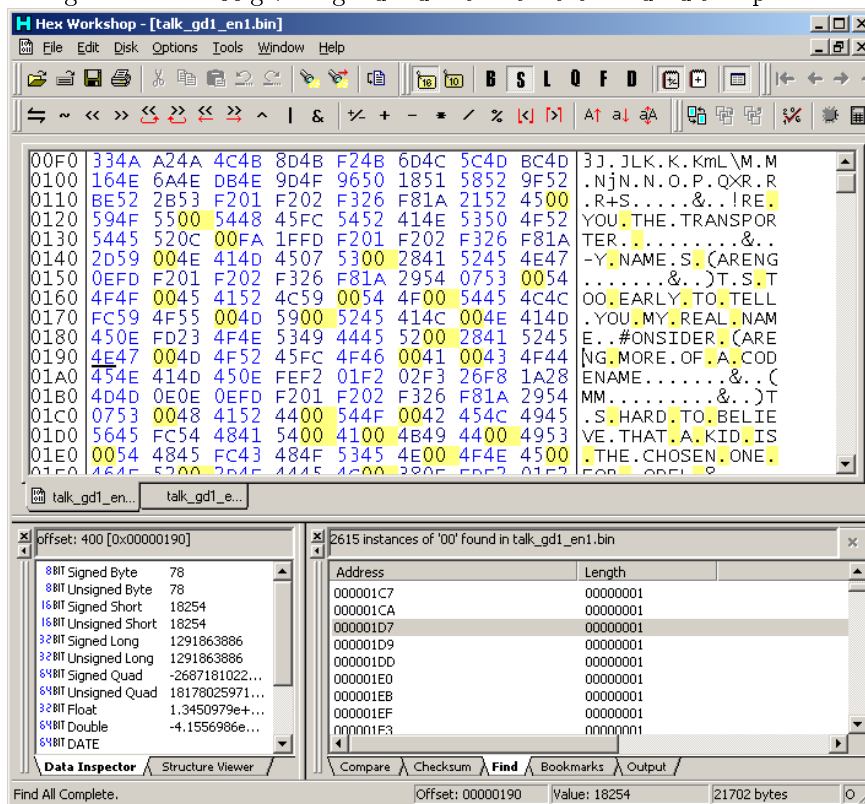 Hex Workshop - [talk_gd1_en1.bin]
File Edit Disk Options Tools Window Help
16 10 B S L Q F D
00F0 334A A24A 4C4B 8D4B F24B 6D4C 5C4D BC4D 3J.JLK.K.KmL\M.M
0100 164E 6A4E DB4E 9D4F 9650 1851 5852 9F52 .NjN.N.O.P.QXR.R
0110 BE52 2B53 F201 F202 F326 F81A 2152 4500 .R+S.....&..!RE.
0120 594F 5500 5448 45FC 5452 414E 5350 4F52 YOU.THE.TRANSPOR
0130 5445 520C 00FA 1FFD F201 F202 F326 F81A TER..........&..
0140 2D59 004E 414D 4507 5300 2841 5245 4E47 -Y.NAME.S.(ARENG
0150 0EFD F201 F202 F326 F81A 2954 0753 0054 .......&..)T.S.T
0160 4F4F 0045 4152 4C59 0054 4F00 5445 4C4C OO.EARLY.TO.TELL
0170 FC59 4F55 004D 5900 5245 414C 004E 414D .YOU.MY.REAL.NAM
0180 450E FD23 4F4E 5349 4445 5200 2841 5245 E..#ONSIDER.(ARE
0190 4E47 004D 4F52 45FC 4F46 0041 0043 4F44 NG.MORE.OF.A.COD
01A0 454E 414D 450E FEF2 01F2 02F3 26F8 1A28 ENAME.......&..(
01B0 4D4D 0E0E 0EFD F201 F202 F326 F81A 2954 MM.........&..)T
01C0 0753 0048 4152 4400 544F 0042 454C 4945 .S.HARD.TO.BELIE
01D0 5645 FC54 4841 5400 4100 4B49 4400 4953 VE.THAT.A.KID.IS
01E0 0054 4845 FC43 484F 5345 4E00 4F4E 4500 .THE.CHOSEN.ONE.
talk_gd1_en... talk_gd1_e...
offset: 400 [0x00000190]
8BIT Signed Byte 78
8BIT Unsigned Byte 78
16BIT Signed Short 18254
16BIT Unsigned Short 18254
32BIT Signed Long 1291863886
32BIT Unsigned Long 1291863886
64BIT Signed Quad -2687181022...
64BIT Unsigned Quad 18178025971...
32BIT Float 1.3450979e+...
64BIT Double -4.1556986e...
64BIT DATE
Data Inspector Structure Viewer
2615 instances of '00' found in talk_gd1_en1.bin
Address Length
000001C7 00000001
000001CA 00000001
000001D7 00000001
000001D9 00000001
000001DD 00000001
000001E0 00000001
000001EB 00000001
000001EF 00000001
000001F3 00000001
Compare Checksum Find Bookmarks Output
Find All Complete. Offset: 00000190 Value: 18254 21702 bytes